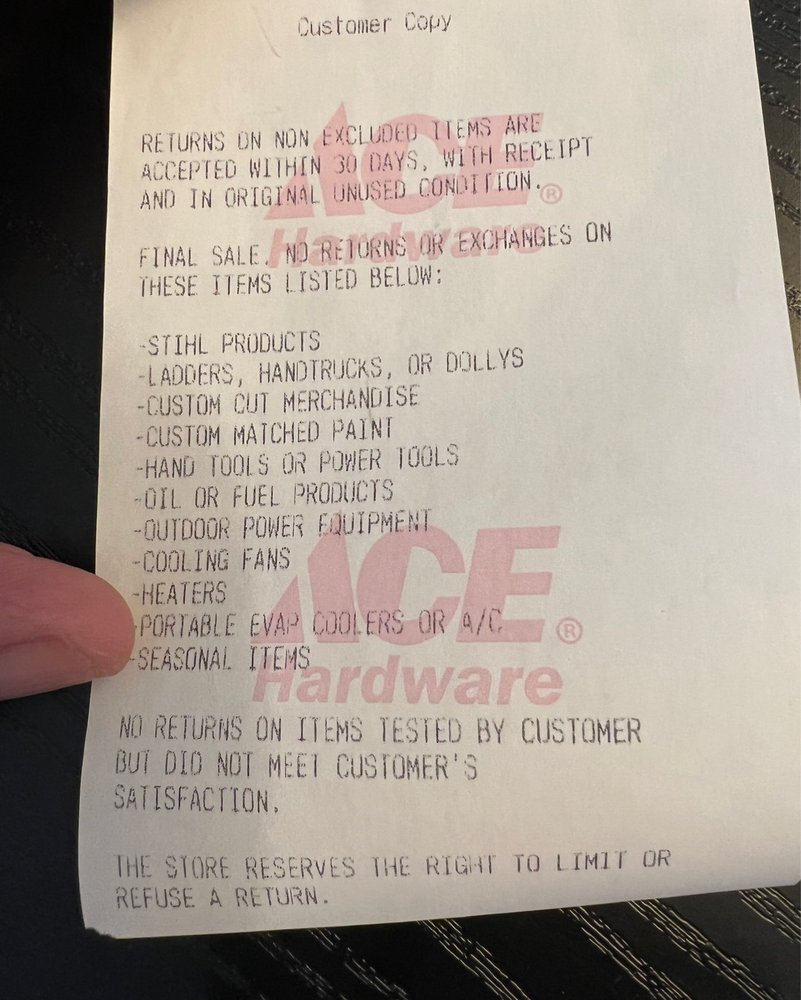 Customer Copy
ACE®
Hardware
RETURNS ON NON EXCLUDED ITEMS ARE
ACCEPTED WITHIN 30 DAYS, WITH RECEIPT
AND IN ORIGINAL UNUSED CONDITION.
FINAL SALE. NO RETURNS OR EXCHANGES ON
THESE ITEMS LISTED BELOW:
-STIHL PRODUCTS
-LADDERS, HANDTRUCKS, OR DOLLYS
-CUSTOM CUT MERCHANDISE
-CUSTOM MATCHED PAINT
-HAND TOOLS OR POWER TOOLS
-OIL OR FUEL PRODUCTS
-OUTDOOR POWER EQUIPMENT
-COOLING FANS
-HEATERS
-PORTABLE EVAP COOLERS OR A/C
-SEASONAL ITEMS
ACE®
Hardware
NO RETURNS ON ITEMS TESTED BY CUSTOMER
BUT DID NOT MEET CUSTOMER'S
SATISFACTION.
THE STORE RESERVES THE RIGHT TO LIMIT OR
REFUSE A RETURN.